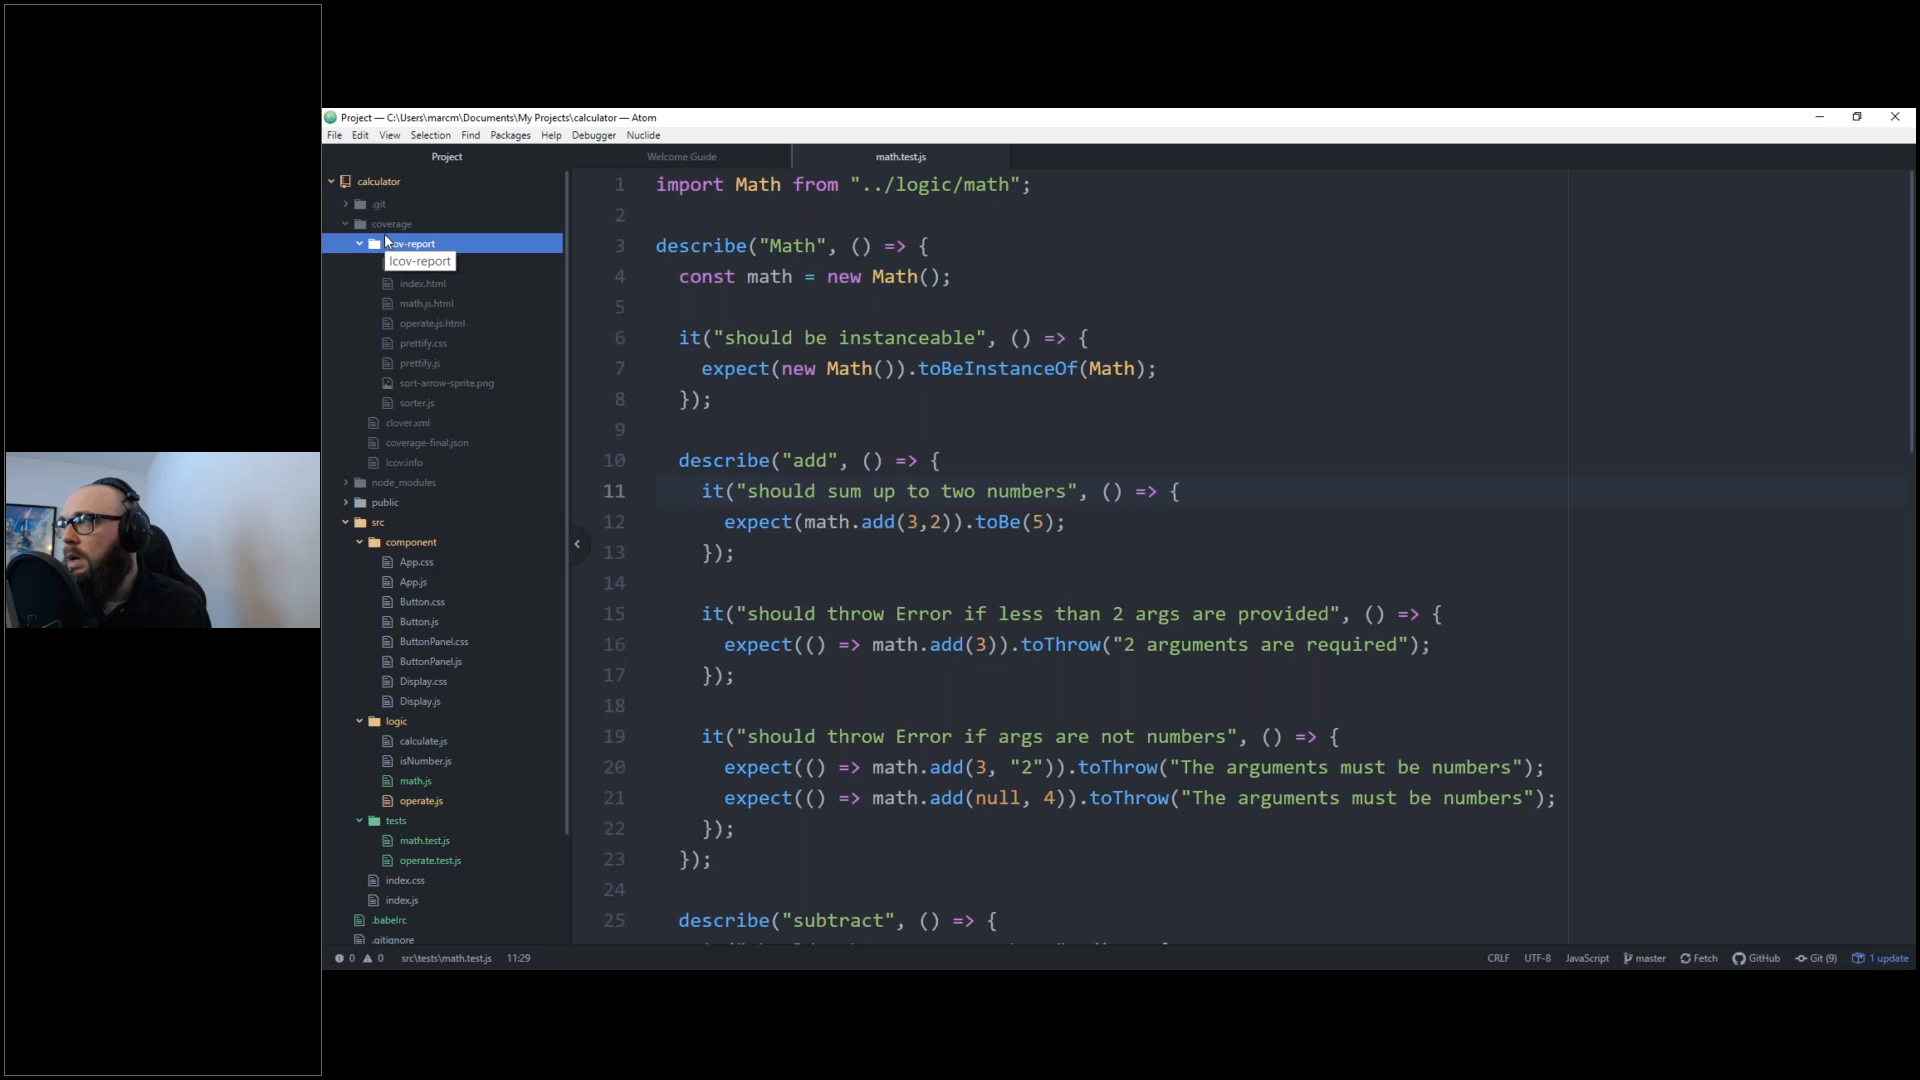 Project — C:\Users\marcm\Documents\My Projects\calculator — Atom
File Edit View Selection Find Packages Help Debugger Nuclide
Project
Welcome Guide
math.test.js
calculator
.git
coverage
lcov-report
lcov-report
index.html
math.js.html
operate.js.html
prettify.css
prettify.js
sort-arrow-sprite.png
sorter.js
clover.xml
coverage-final.json
lcov.info
node_modules
public
src
component
App.css
App.js
Button.css
Button.js
ButtonPanel.css
ButtonPanel.js
Display.css
Display.js
logic
calculate.js
isNumber.js
math.js
operate.js
tests
math.test.js
operate.test.js
index.css
index.js
.babelrc
.gitignore
1 import Math from "../logic/math";
2
3 describe("Math", () => {
4 const math = new Math();
5
6 it("should be instanceable", () => {
7 expect(new Math()).toBeInstanceOf(Math);
8 });
9
10 describe("add", () => {
11 it("should sum up to two numbers", () => {
12 expect(math.add(3,2)).toBe(5);
13 });
14
15 it("should throw Error if less than 2 args are provided", () => {
16 expect(() => math.add(3)).toThrow("2 arguments are required");
17 });
18
19 it("should throw Error if args are not numbers", () => {
20 expect(() => math.add(3, "2")).toThrow("The arguments must be numbers");
21 expect(() => math.add(null, 4)).toThrow("The arguments must be numbers");
22 });
23 });
24
25 describe("subtract", () => {
0 0 src\tests\math.test.js 11:29
CRLF UTF-8 JavaScript master Fetch GitHub Git (9) 1 update